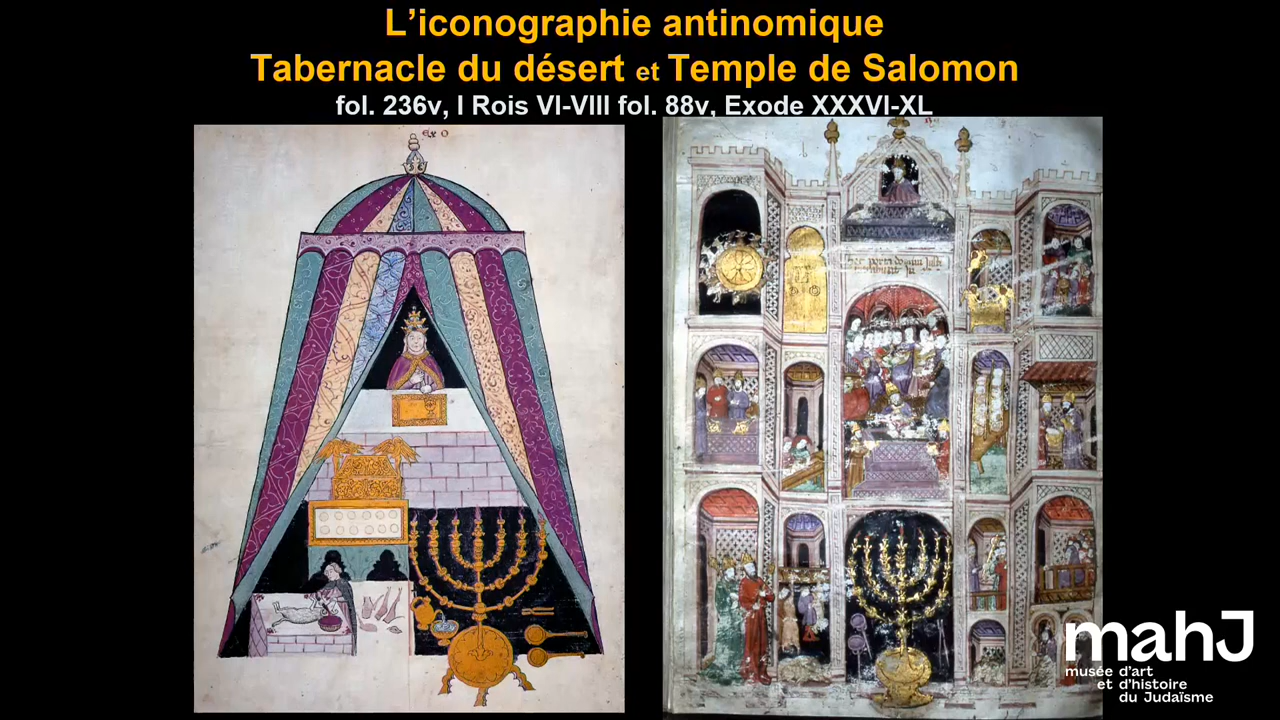 L’iconographie antinomique
Tabernacle du désert et Temple de Salomon
fol. 236v, I Rois VI-VIII fol. 88v, Exode XXXVI-XL
mahJ
musée d’art
et d’histoire
du Judaïsme